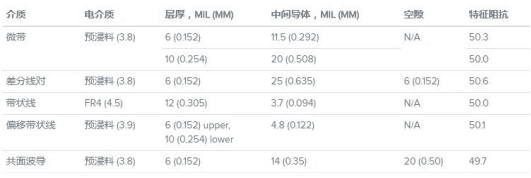 介质 电介质 层厚，MIL (MM) 中间导体，MIL (MM) 空隙 特征阻抗
微带 预浸料 (3.8) 6 (0.152) 11.5 (0.292) N/A 50.3
10 (0.254) 20 (0.508) 50.0
差分线对 预浸料 (3.8) 6 (0.152) 25 (0.635) 6 (0.152) 50.6
带状线 FR4 (4.5) 12 (0.305) 3.7 (0.094) N/A 50.0
偏移带状线 预浸料 (3.9) 6 (0.152) upper, 4.8 (0.122) N/A 50.1
10 (0.254) lower
共面波导 预浸料 (3.8) 6 (0.152) 14 (0.35) 20 (0.50) 49.7